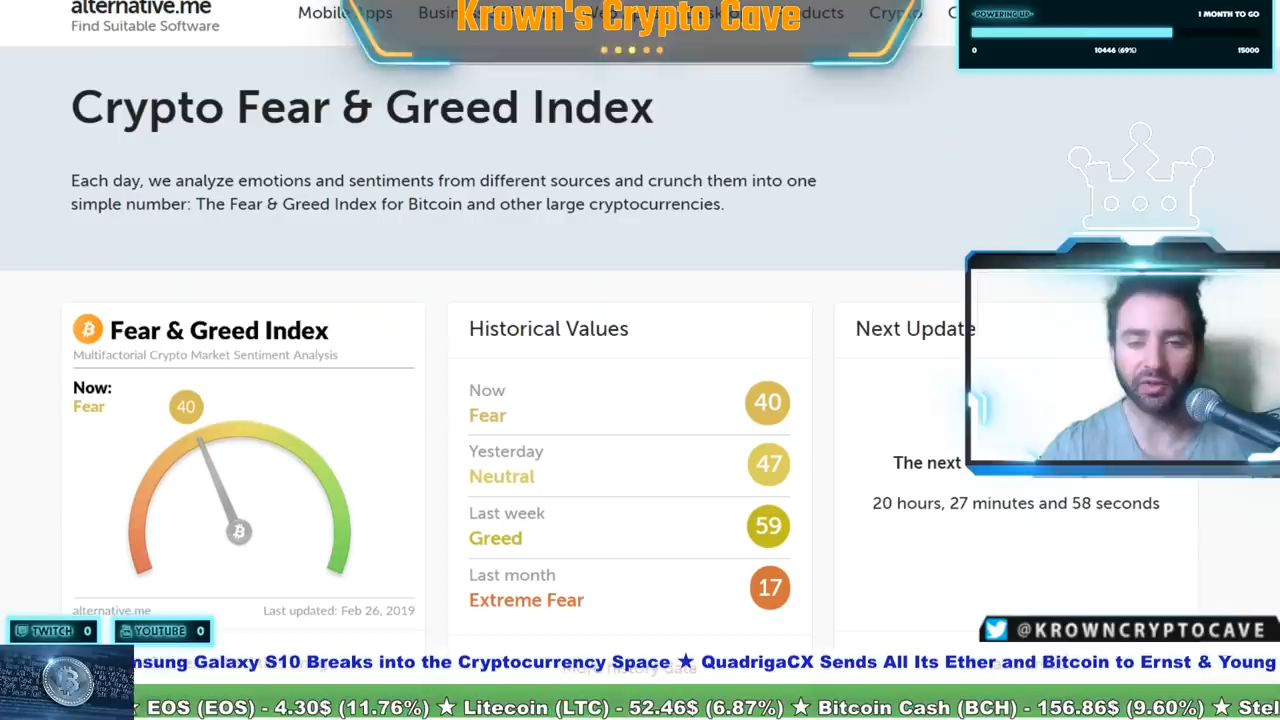 alternative.me
Find Suitable Software
Mobile Apps
Krown's Crypto Cave
POWERING UP
1 MONTH TO GO
0
10446 (69%)
15000
Crypto Fear & Greed Index
Each day, we analyze emotions and sentiments from different sources and crunch them into one
simple number: The Fear & Greed Index for Bitcoin and other large cryptocurrencies.
Fear & Greed Index
Multifactorial Crypto Market Sentiment Analysis
Now:
Fear
40
alternative.me
Last updated: Feb 26, 2019
Historical Values
Now
Fear
40
Yesterday
Neutral
47
Last week
Greed
59
Last month
Extreme Fear
17
Next Update
The next
20 hours, 27 minutes and 58 seconds
TWITCH 0
YOUTUBE 0
@KROWNCRYPTOCAVE
msung Galaxy S10 Breaks into the Cryptocurrency Space ★ QuadrigaCX Sends All Its Ether and Bitcoin to Ernst & Young
★ EOS (EOS) - 4.30$ (11.76%) ★ Litecoin (LTC) - 52.46$ (6.87%) ★ Bitcoin Cash (BCH) - 156.86$ (9.60%) ★ Stel